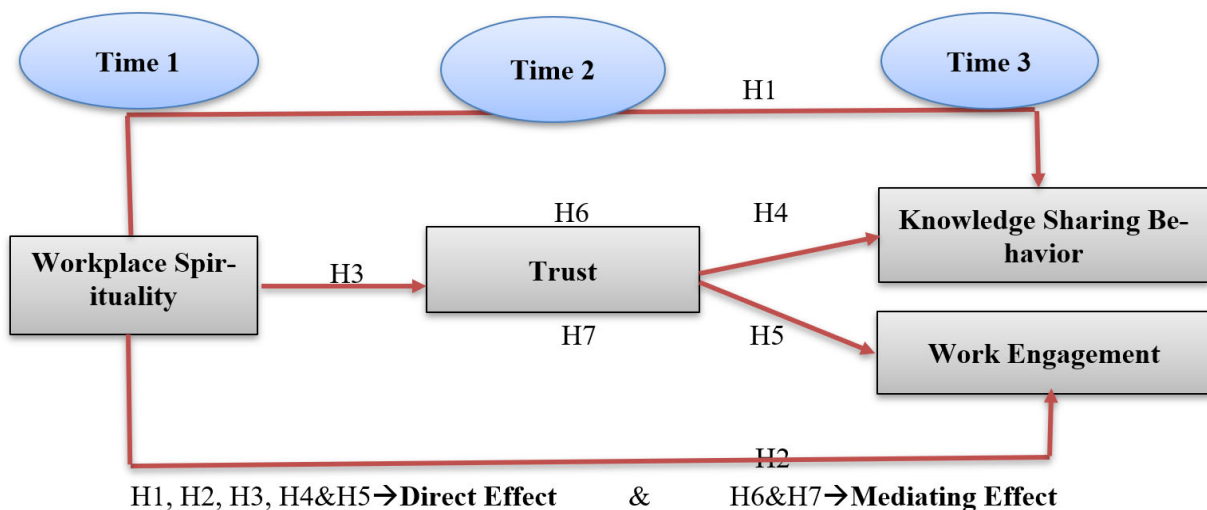 Time 1
Time 2
Time 3
H1
H6
H4
Knowledge Sharing Be-
havior
Workplace Spir-
ituality
H3
Trust
H7
H5
Work Engagement
H2
H1, H2, H3, H4&H5→Direct Effect & H6&H7→Mediating Effect